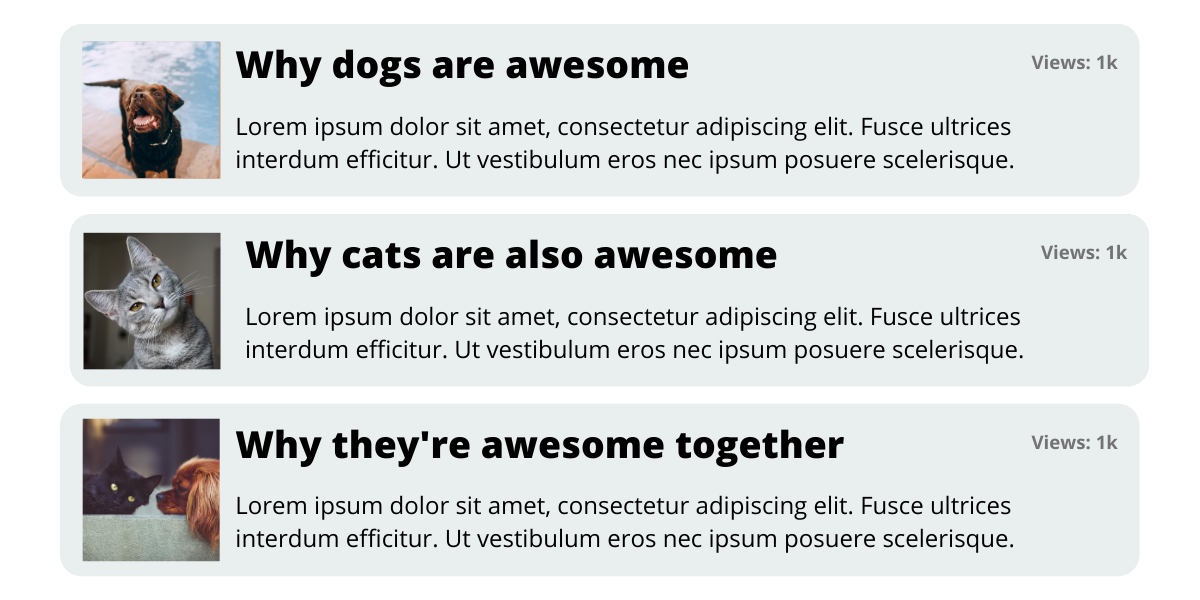 Why dogs are awesome
Views: 1k
Lorem ipsum dolor sit amet, consectetur adipiscing elit. Fusce ultrices
interdum efficitur. Ut vestibulum eros nec ipsum posuere scelerisque.
Why cats are also awesome
Views: 1k
Lorem ipsum dolor sit amet, consectetur adipiscing elit. Fusce ultrices
interdum efficitur. Ut vestibulum eros nec ipsum posuere scelerisque.
Why they're awesome together
Views: 1k
Lorem ipsum dolor sit amet, consectetur adipiscing elit. Fusce ultrices
interdum efficitur. Ut vestibulum eros nec ipsum posuere scelerisque.